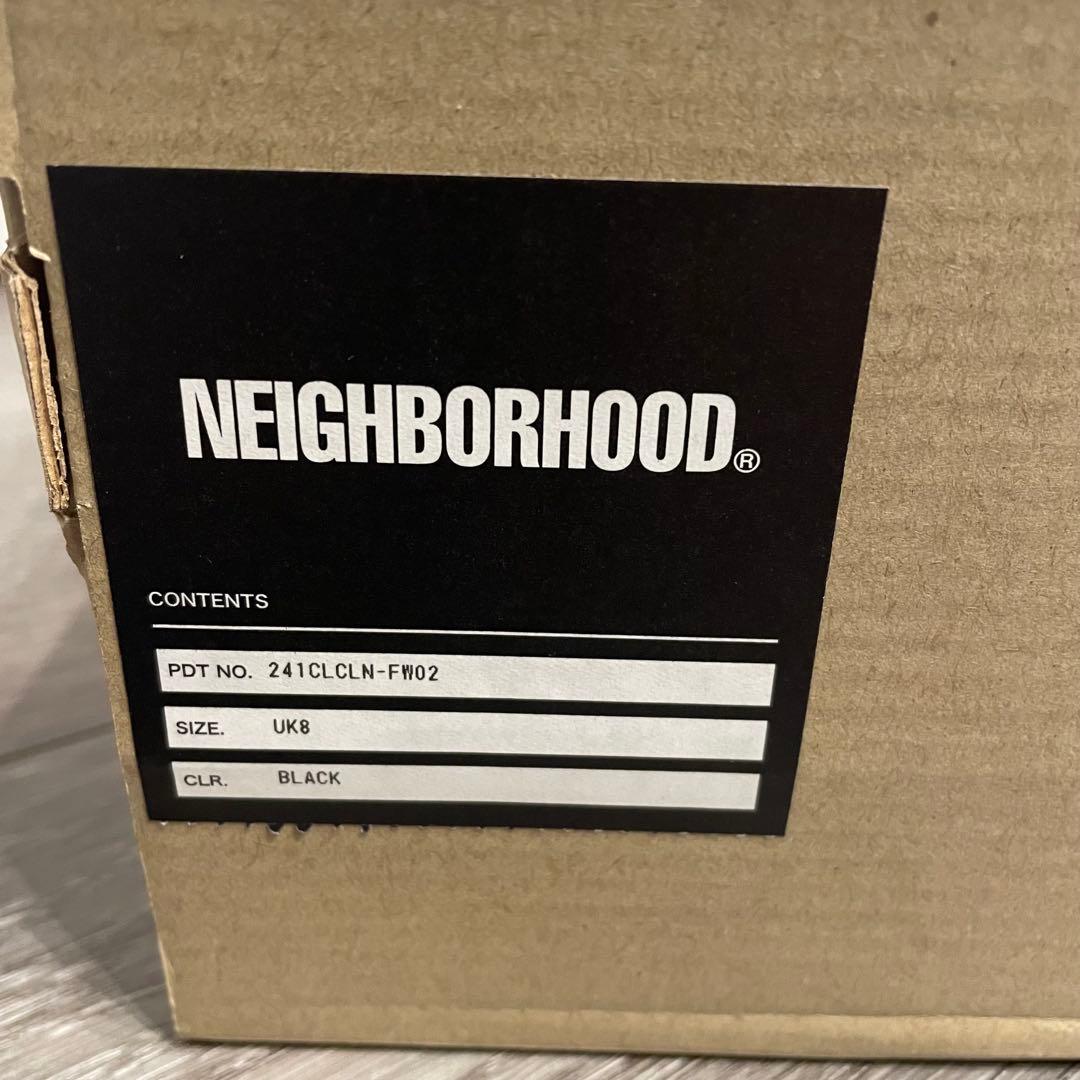 NEIGHBORHOOD®
CONTENTS
PDT NO. 241CLCLN-FW02
SIZE. UK8
CLR. BLACK